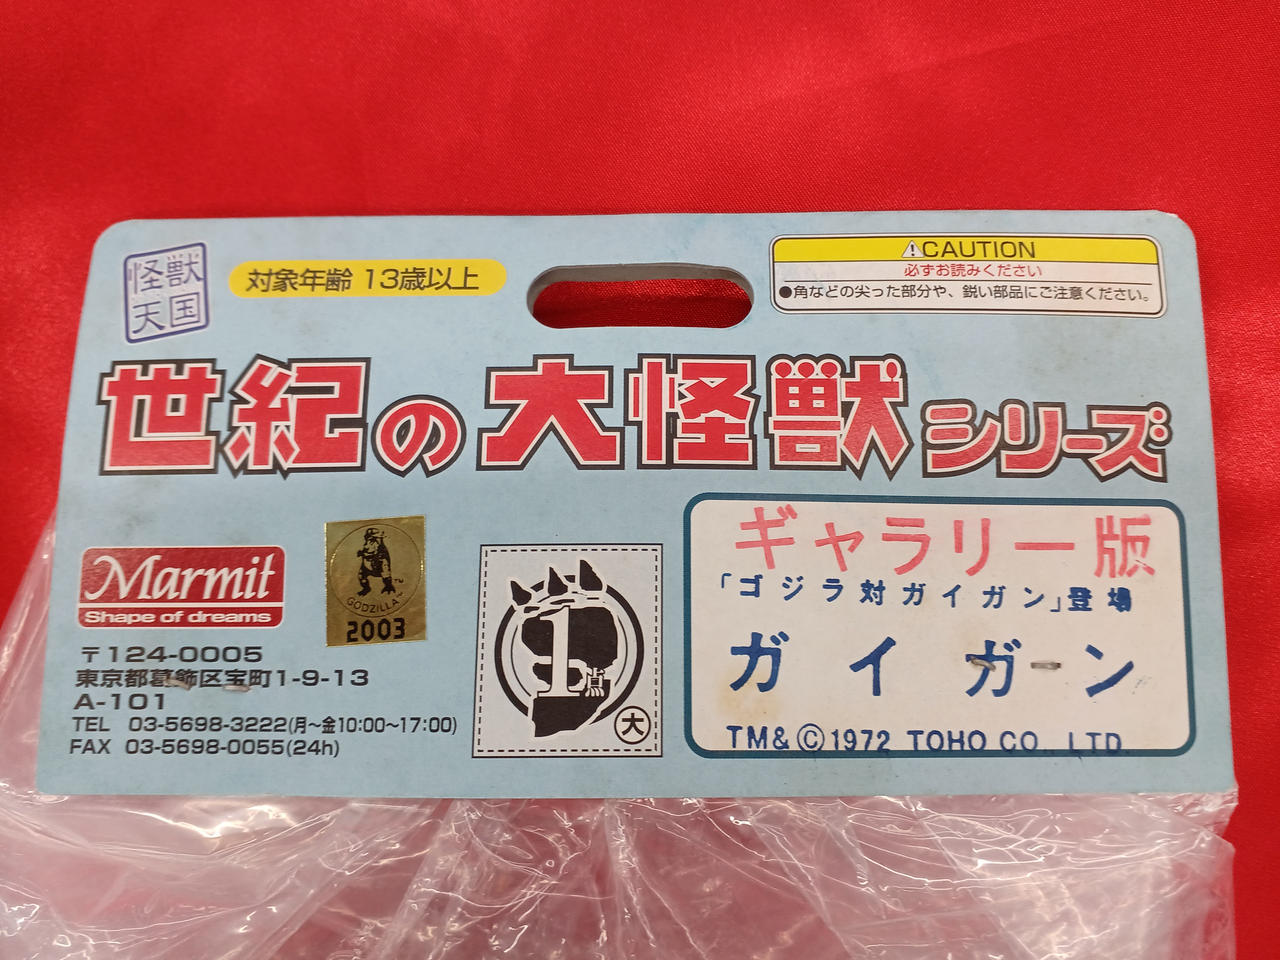 怪獣
天国
対象年齢 13歳以上
CAUTION
必ずお読みください
●角などの尖った部分や、鋭い部品にご注意ください。
世紀の大怪獣シリーズ
Marmit
Shape of dreams
GODZILLA TM
2003
〒124-0005
東京都葛飾区宝町1-9-13
A-101
TEL 03-5698-3222(月〜金10:00〜17:00)
FAX 03-5698-0055(24h)
1点
大
ギャラリー版
「ゴジラ対ガイガン」登場
ガイガン
TM&©1972 TOHO CO., LTD.